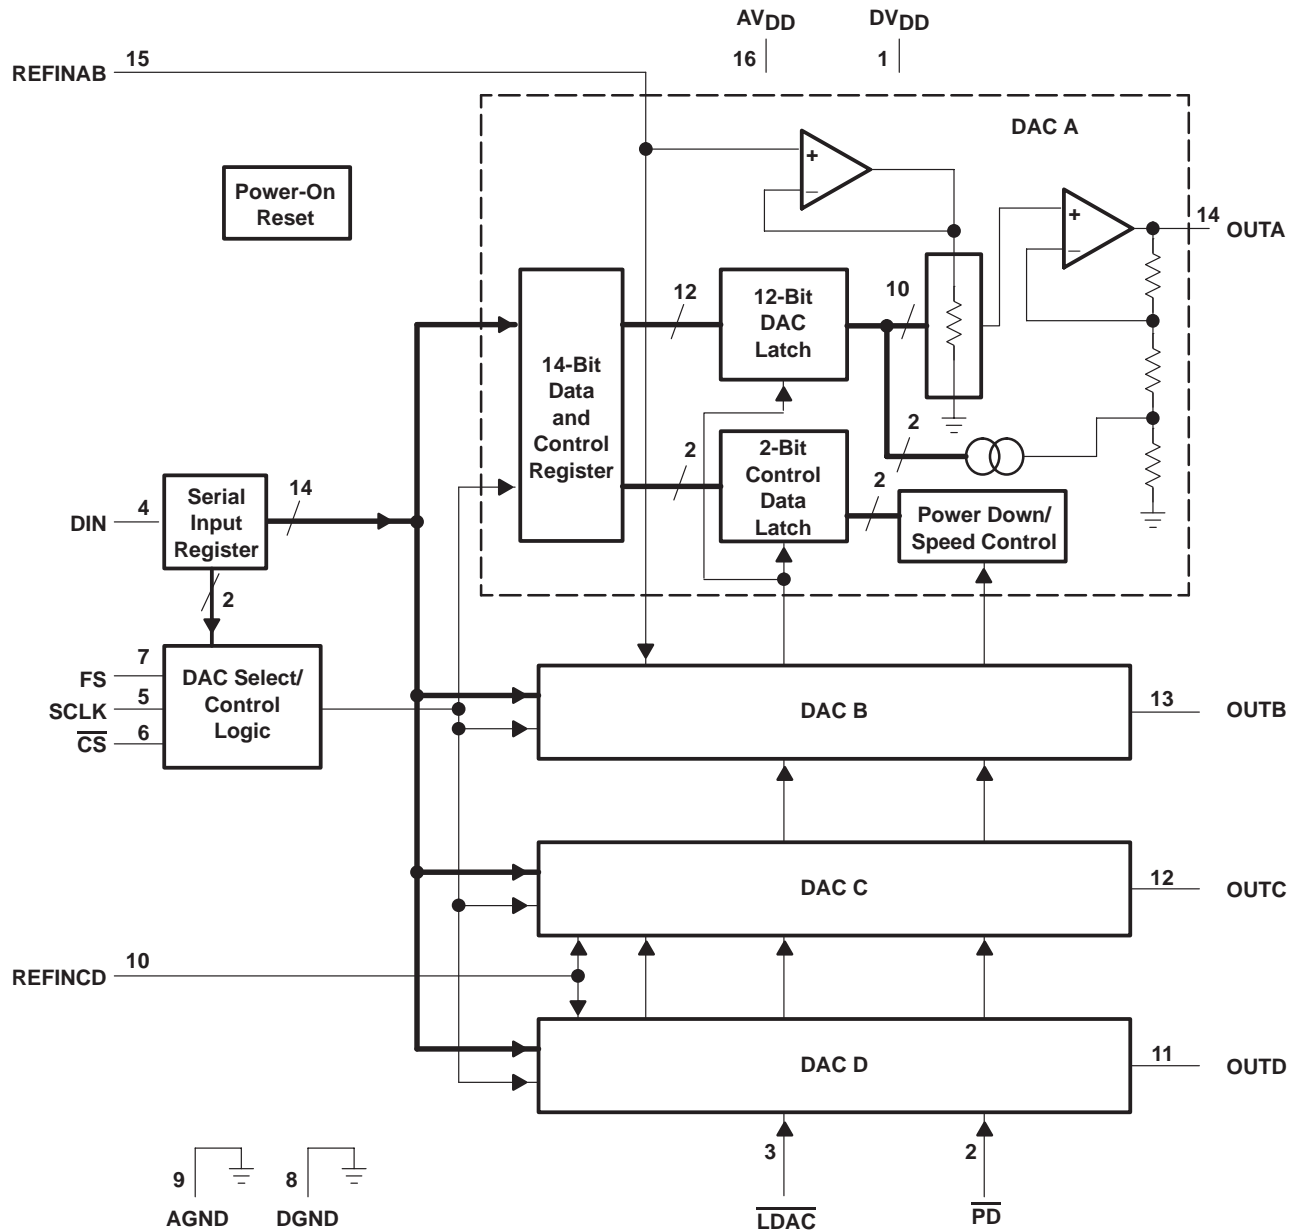 AVDD
DVDD
16
1
REFINAB
15
DAC A
Power-On
Reset
+
−
+
−
14
OUTA
12
12-Bit
DAC
Latch
10
14-Bit
Data
and
Control
Register
2
2-Bit
Control
Data
Latch
2
2
Power Down/
Speed Control
DIN
4
Serial
Input
Register
14
2
FS
7
SCLK
5
CS
6
DAC Select/
Control
Logic
DAC B
13
OUTB
DAC C
12
OUTC
REFINCD
10
DAC D
11
OUTD
9
AGND
8
DGND
3
LDAC
2
PD